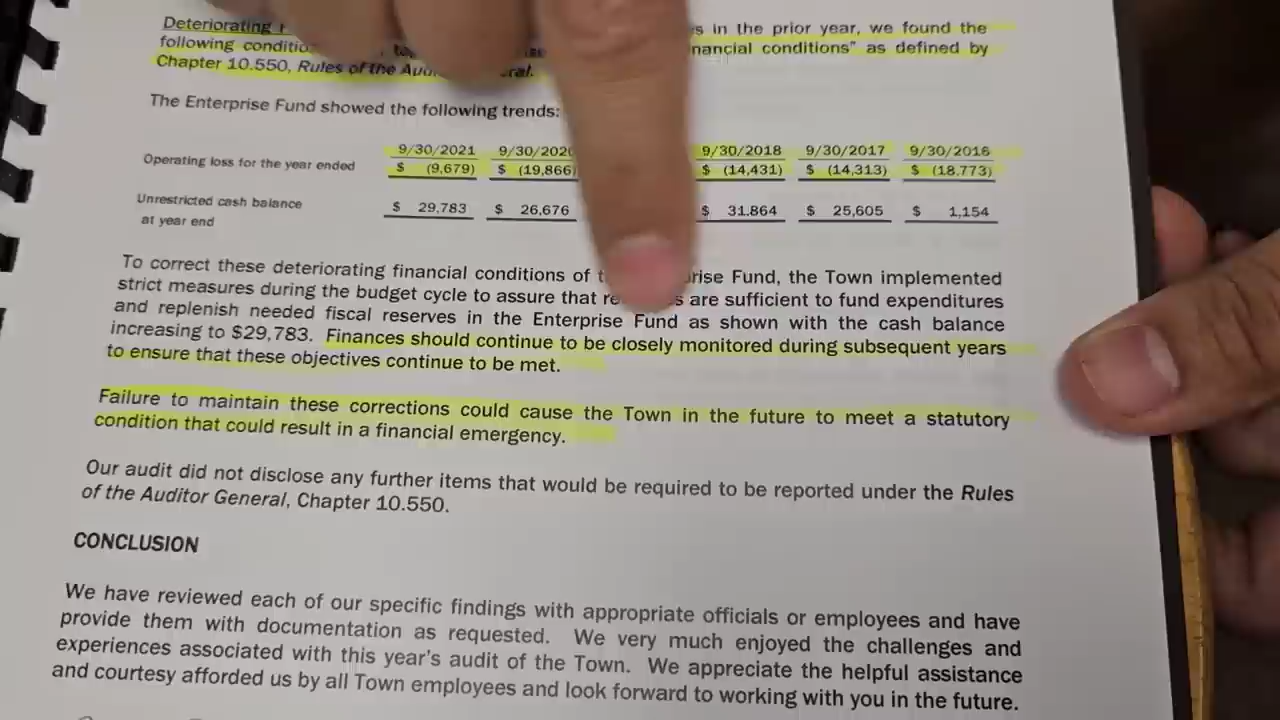 Deteriorating in the prior year, we found the
following financial conditions" as defined by
Chapter 10.550, Rules of the
The Enterprise Fund showed the following trends:
9/30/2021 9/30/2020 9/30/2018 9/30/2017 9/30/2016
Operating loss for the year ended $ (9,679) $ (19,866) $ (14,431) $ (14,313) $ (18,773)
Unrestricted cash balance $ 29,783 $ 26,676 $ 31.864 $ 25,605 $ 1,154
at year end
To correct these deteriorating financial conditions of Fund, the Town implemented
strict measures during the budget cycle to assure that are sufficient to fund expenditures
and replenish needed fiscal reserves in the Enterprise Fund as shown with the cash balance
increasing to $29,783. Finances should continue to be closely monitored during subsequent years
to ensure that these objectives continue to be met.
Failure to maintain these corrections could cause the Town in the future to meet a statutory
condition that could result in a financial emergency.
Our audit did not disclose any further items that would be required to be reported under the Rules
of the Auditor General, Chapter 10.550.
CONCLUSION
We have reviewed each of our specific findings with appropriate officials or employees and have
provide them with documentation as requested. We very much enjoyed the challenges and
experiences associated with this year's audit of the Town. We appreciate the helpful assistance
and courtesy afforded us by all Town employees and look forward to working with you in the future.